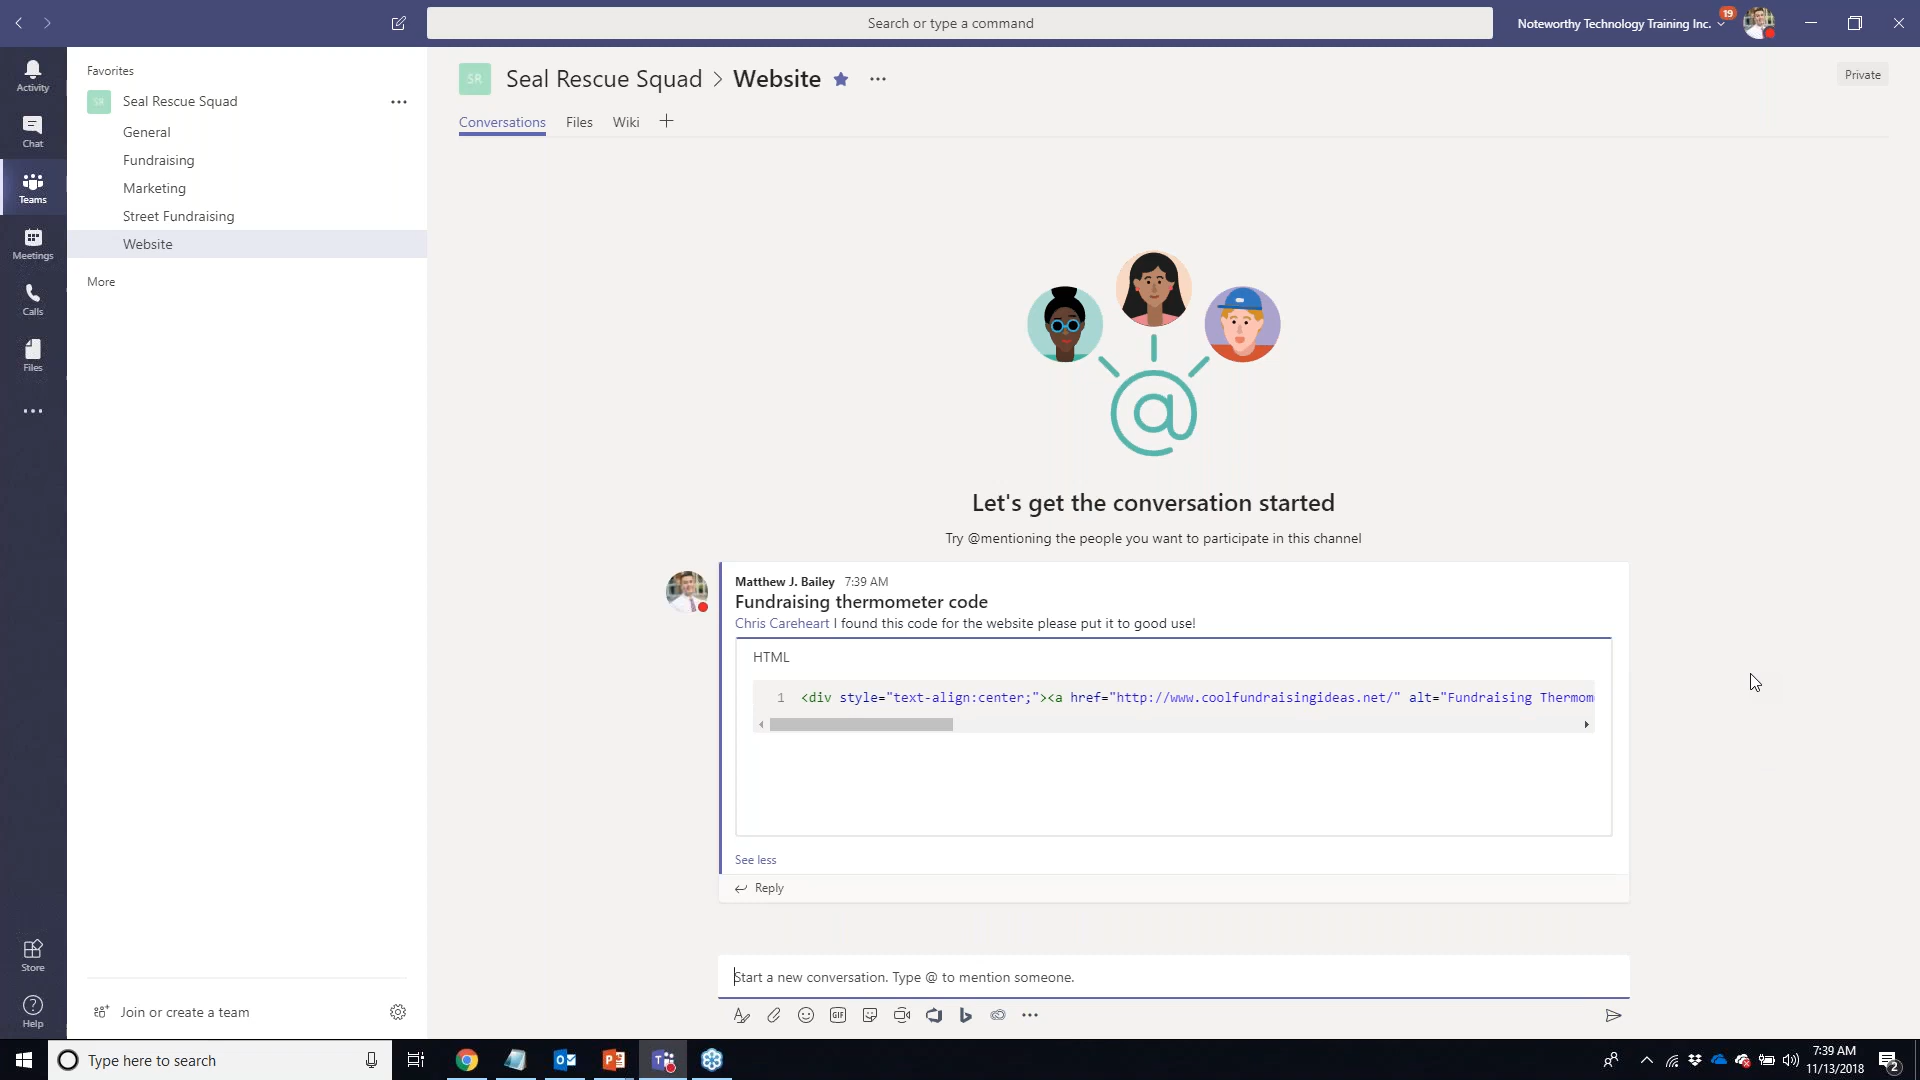 Search or type a command
Noteworthy Technology Training Inc.
19
Activity
Chat
Teams
Meetings
Calls
Files
Store
Help
Favorites
SR Seal Rescue Squad
General
Fundraising
Marketing
Street Fundraising
Website
More
Join or create a team
SR Seal Rescue Squad > Website
Private
Conversations Files Wiki
Let's get the conversation started
Try @mentioning the people you want to participate in this channel
Matthew J. Bailey 7:39 AM
Fundraising thermometer code
Chris Careheart I found this code for the website please put it to good use!
HTML
1 <div style="text-align:center;"><a href="http://www.coolfundraisingideas.net/" alt="Fundraising Thermom
See less
Reply
Start a new conversation. Type @ to mention someone.
GIF
Type here to search
7:39 AM
11/13/2018
2